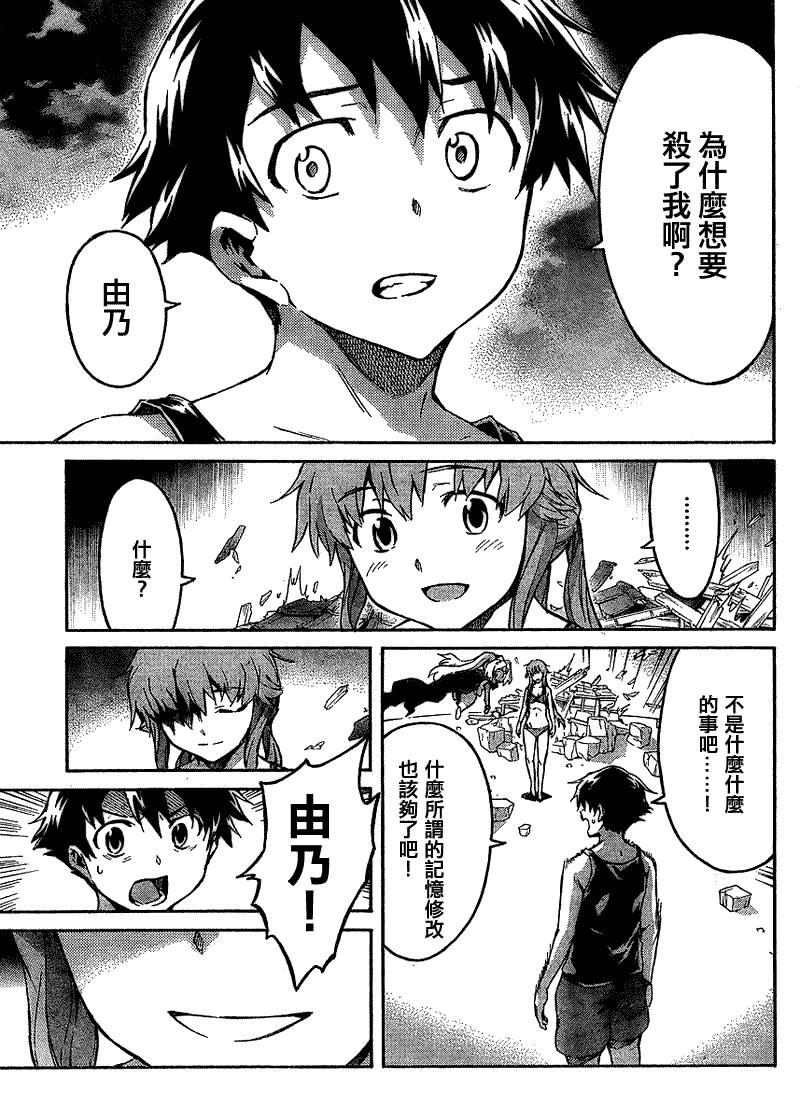 為什麼想要
殺了我啊？
由乃
………
什麼？
不是什麼什麼
的事吧……！
什麼所謂的記憶修改
也該夠了吧！
由乃！